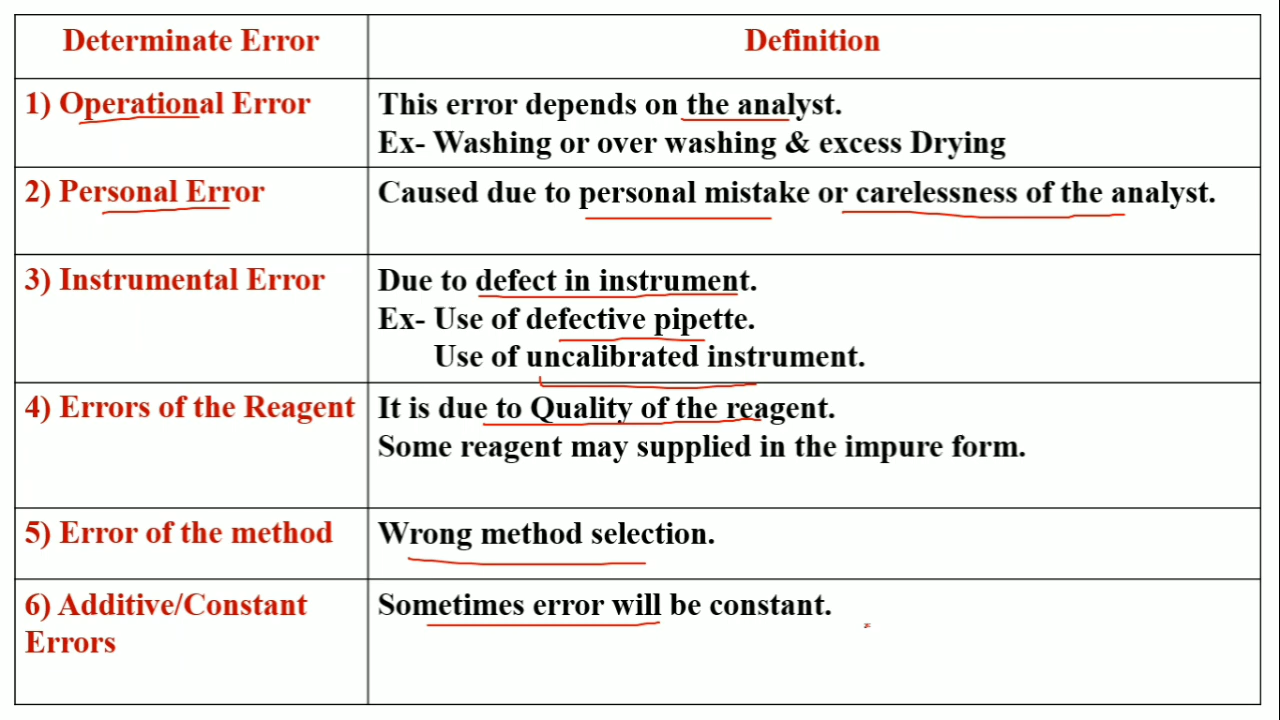 Determinate Error
Definition
1) Operational Error
This error depends on the analyst.
Ex- Washing or over washing & excess Drying
2) Personal Error
Caused due to personal mistake or carelessness of the analyst.
3) Instrumental Error
Due to defect in instrument.
Ex- Use of defective pipette.
Use of uncalibrated instrument.
4) Errors of the Reagent
It is due to Quality of the reagent.
Some reagent may supplied in the impure form.
5) Error of the method
Wrong method selection.
6) Additive/Constant
Errors
Sometimes error will be constant.